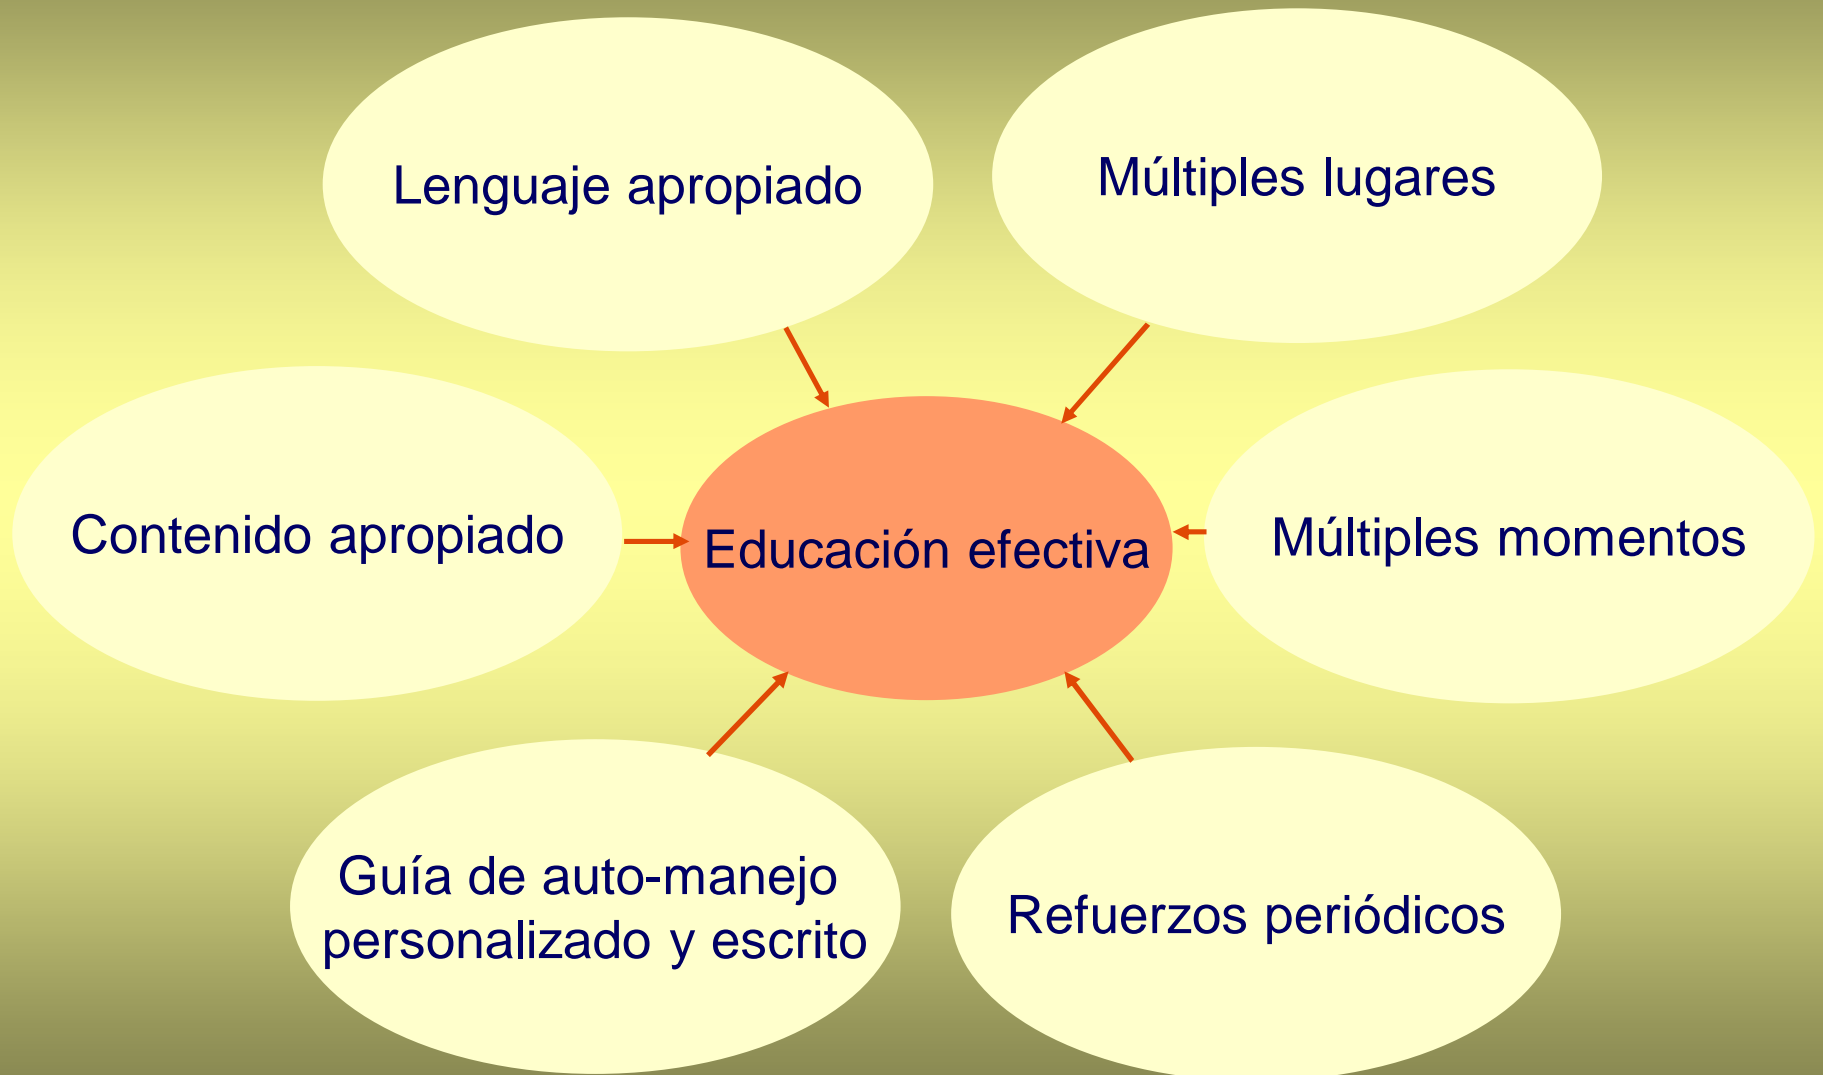 Lenguaje apropiado
Múltiples lugares
Contenido apropiado
Educación efectiva
Múltiples momentos
Guía de auto-manejo
personalizado y escrito
Refuerzos periódicos